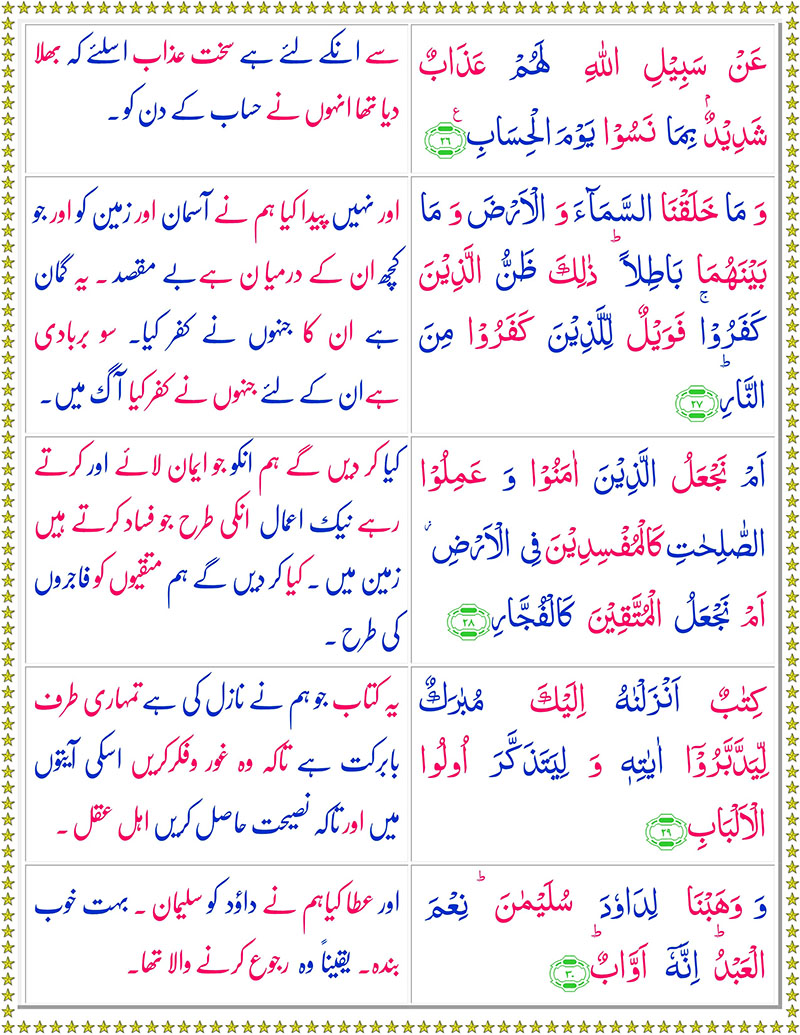 عَنْ سَبِيْلِ اللهِ لَهُمْ عَذَابٌ
شَدِيْدٌۢ بِمَا نَسُوْا يَوْمَ الْحِسَابِ ﴿۲۶﴾ ع
سے انکے لئے ہے سخت عذاب اسلئے کہ بھلا
دیا تھا انہوں نے حساب کے دن کو۔
وَ مَا خَلَقْنَا السَّمَآءَ وَ الْاَرْضَ وَ مَا
بَيْنَهُمَا بَاطِلًا ؕ ذٰلِكَ ظَنُّ الَّذِيْنَ
كَفَرُوْا ۚ فَوَيْلٌ لِّلَّذِيْنَ كَفَرُوْا مِنَ
النَّارِ ؕ ﴿۲۷﴾
اور نہیں پیدا کیا ہم نے آسمان اور زمین کو اور جو
کچھ ان کے درمیا ن ہے بے مقصد ۔ یہ گمان
ہے ان کا جنہوں نے کفر کیا۔ سو بربادی
ہے ان کے لئے جنہوں نے کفر کیا آگ میں۔
اَمْ نَجْعَلُ الَّذِيْنَ اٰمَنُوْا وَ عَمِلُوا
الصّٰلِحٰتِ كَالْمُفْسِدِيْنَ فِى الْاَرْضِ ؗ
اَمْ نَجْعَلُ الْمُتَّقِيْنَ كَالْفُجَّارِ ﴿۲۸﴾
کیا کر دیں گے ہم انکو جو ایمان لائے اور کرتے
رہے نیک اعمال انکی طرح جو فساد کرتے ہیں
زمین میں ۔ کیا کر دیں گے ہم متقیوں کو فاجروں
کی طرح ۔
كِتٰبٌ اَنْزَلْنٰهُ اِلَيْكَ مُبٰرَكٌ
لِّيَدَّبَّرُوْۤا اٰيٰتِهٖ وَ لِيَتَذَكَّرَ اُولُوا
الْاَلْبَابِ ﴿۲۹﴾
یہ کتاب جو ہم نے نازل کی ہے تمہاری طرف
بابرکت ہے تاکہ وہ غور وفکرکریں اسکی آیتوں
میں اور تاکہ نصیحت حاصل کریں اہل عقل ۔
وَ وَهَبْنَا لِدَاوٗدَ سُلَيْمٰنَ ؕ نِعْمَ
الْعَبْدُ ؕ اِنَّهٗۤ اَوَّابٌ ؕ ﴿۳۰﴾
اور عطا کیاہم نے داؤد کو سلیمان ۔ بہت خوب
بندہ۔ یقیناً وہ رجوع کرنے والا تھا۔